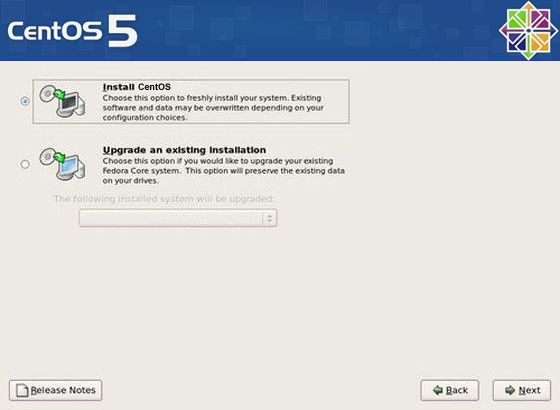 CentOS 5
Install CentOS
Choose this option to freshly install your system. Existing
software and data may be overwritten depending on your
configuration choices.
Upgrade an existing installation
Choose this option if you would like to upgrade your existing
Fedora Core system. This option will preserve the existing data
on your drives.
The following installed system will be upgraded:
Release Notes
Back
Next